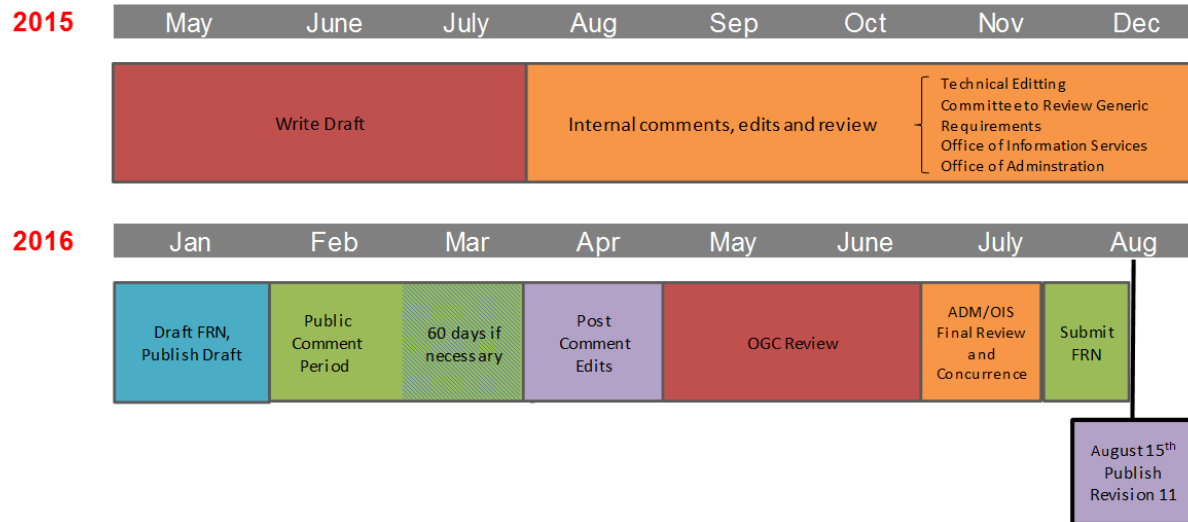 2015 May June July Aug Sep Oct Nov Dec
Write Draft
Internal comments, edits and review
Technical Editting
Committee to Review Generic
Requirements
Office of Information Services
Office of Adminstration
2016 Jan Feb Mar Apr May June July Aug
Draft FRN,
Publish Draft
Public
Comment
Period
60 days if
necessary
Post
Comment
Edits
OGC Review
ADM/OIS
Final Review
and
Concurrence
Submit
FRN
August 15th
Publish
Revision 11